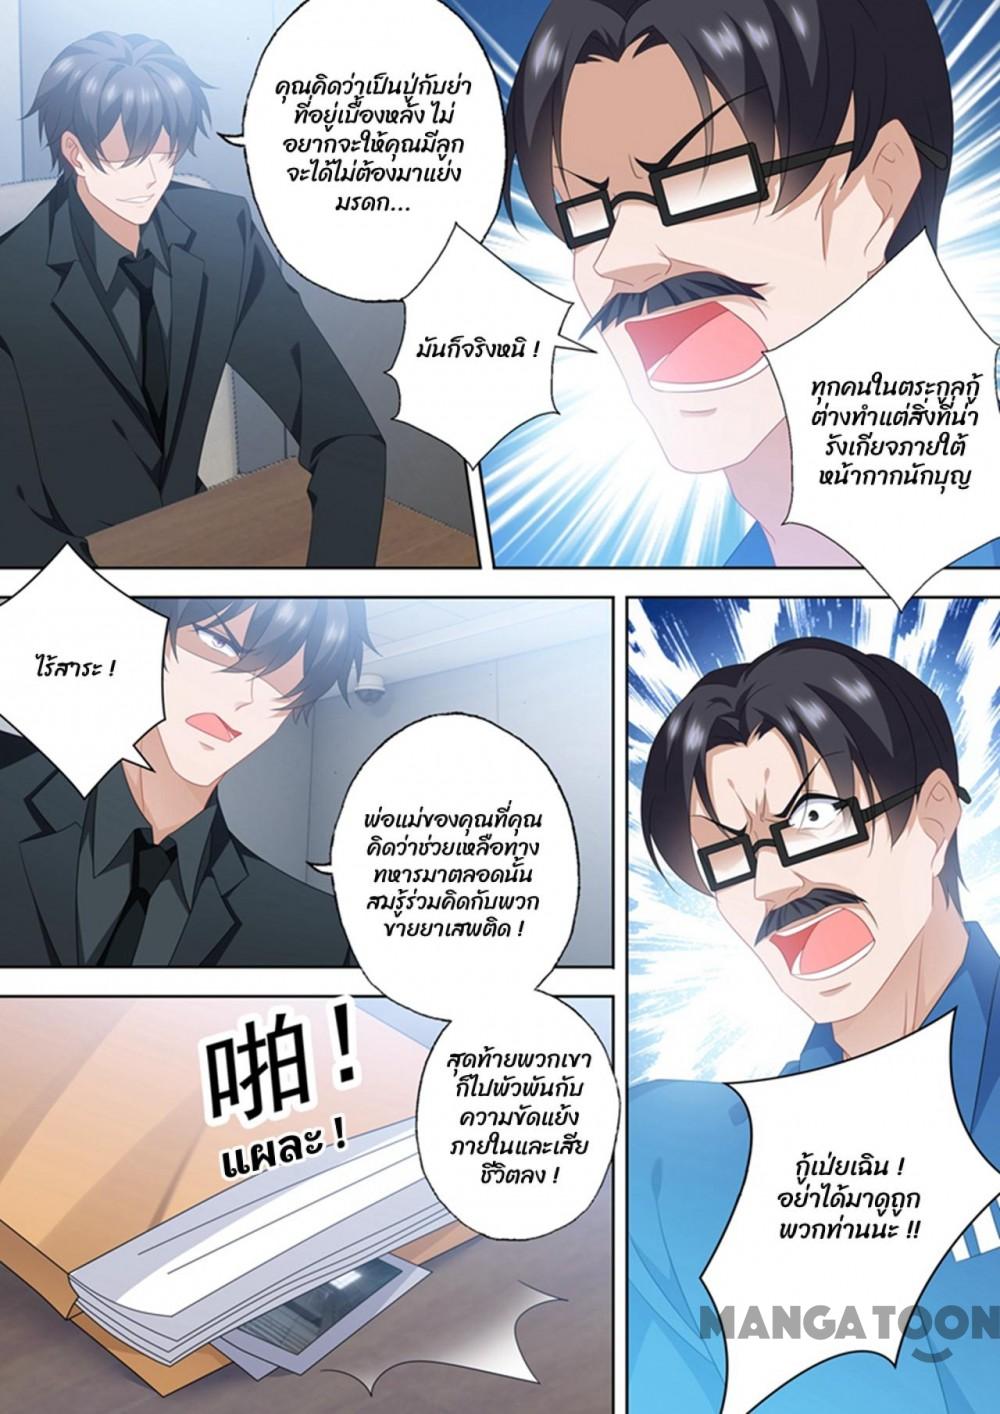 คุณคิดว่าเป็นปู่กับย่า
ที่อยู่เบื้องหลัง ไม่
อยากจะให้คุณมีลูก
จะได้ไม่ต้องมาแย่ง
มรดก...
มันก็จริงหนิ !
ทุกคนในตระกูลกู้
ต่างทำแต่สิ่งที่น่า
รังเกียจภายใต้
หน้ากากนักบุญ
ไร้สาระ !
พ่อแม่ของคุณที่คุณ
คิดว่าช่วยเหลือทาง
ทหารมาตลอดนั้น
สมรู้ร่วมคิดกับพวก
ขายยาเสพติด !
สุดท้ายพวกเขา
ก็ไปพัวพันกับ
ความขัดแย้ง
ภายในและเสีย
ชีวิตลง !
啪！
แผละ !
กู้เป่ยเฉิน !
อย่าได้มาดูถูก
พวกท่านนะ !!
MANGATOON